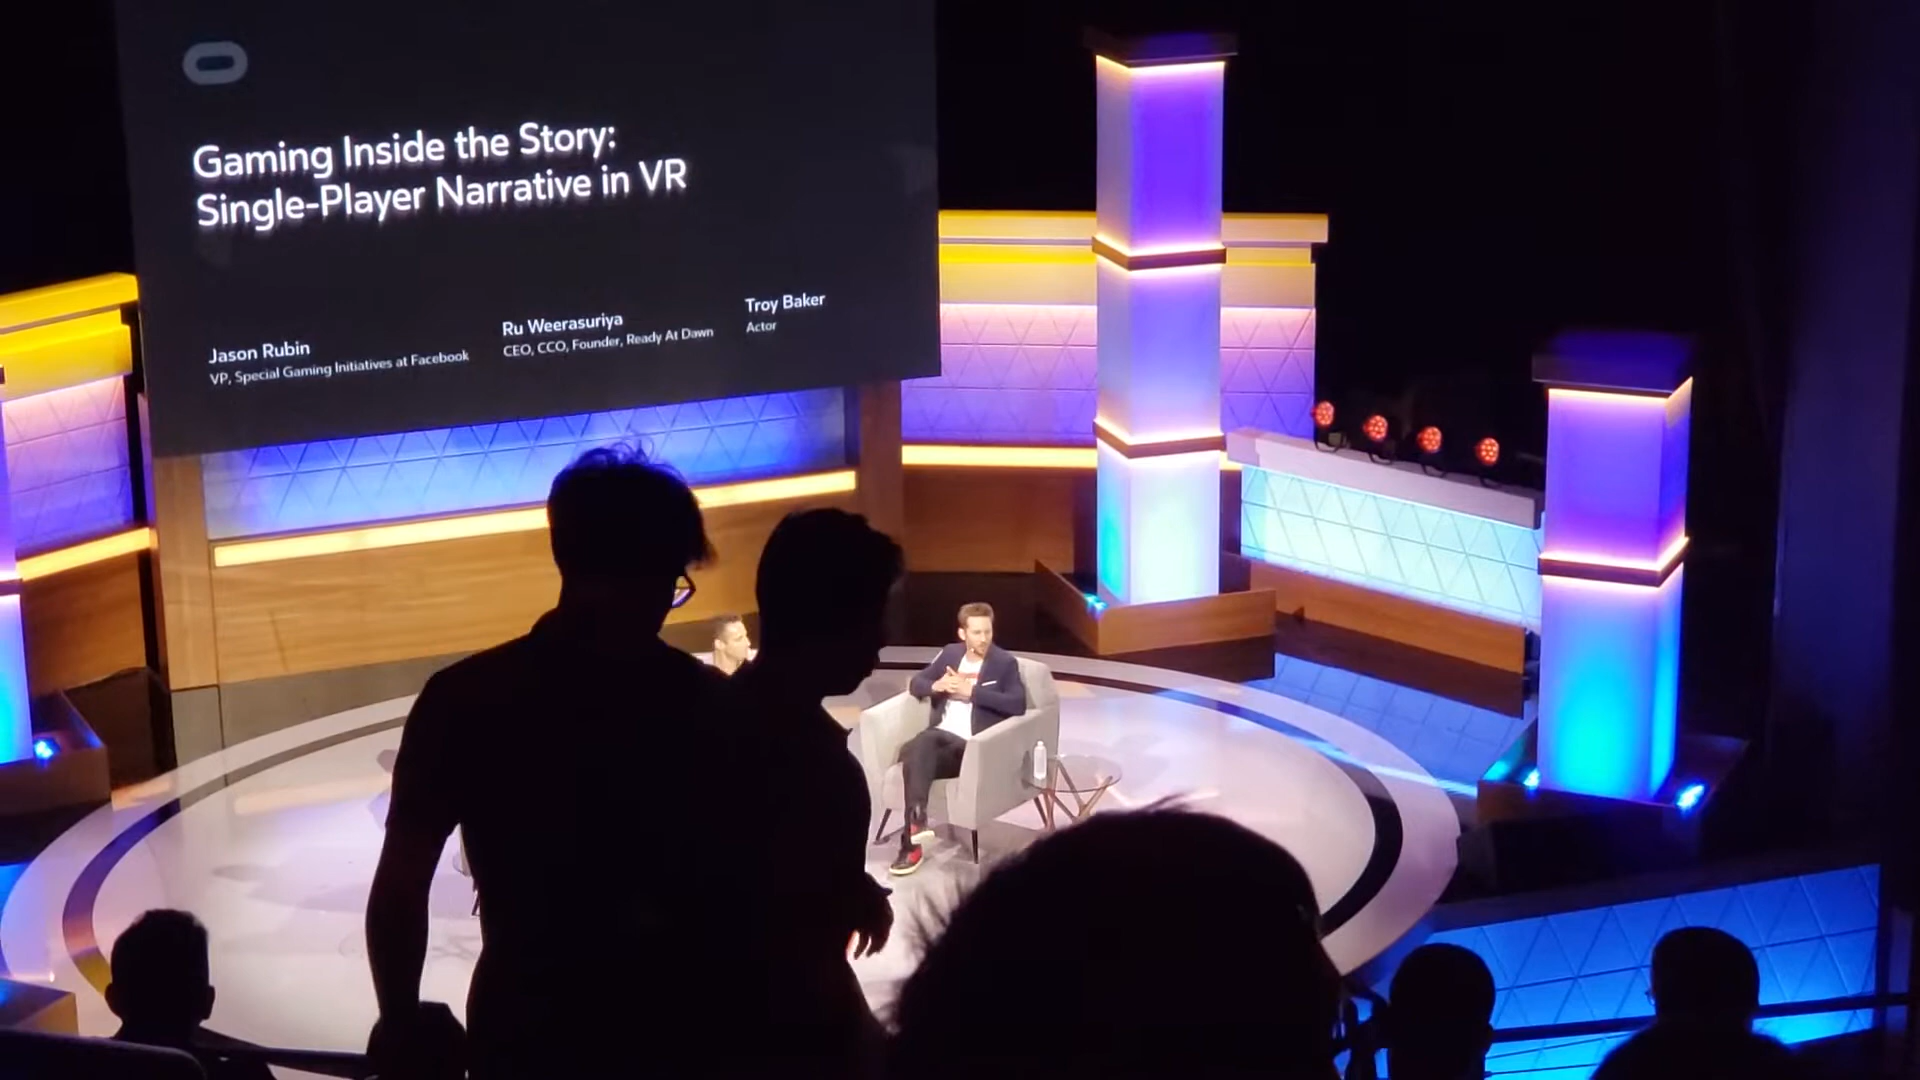 Gaming Inside the Story:
Single-Player Narrative in VR
Jason Rubin
VP, Special Gaming Initiatives at Facebook
Ru Weerasuriya
CEO, CCO, Founder, Ready At Dawn
Troy Baker
Actor